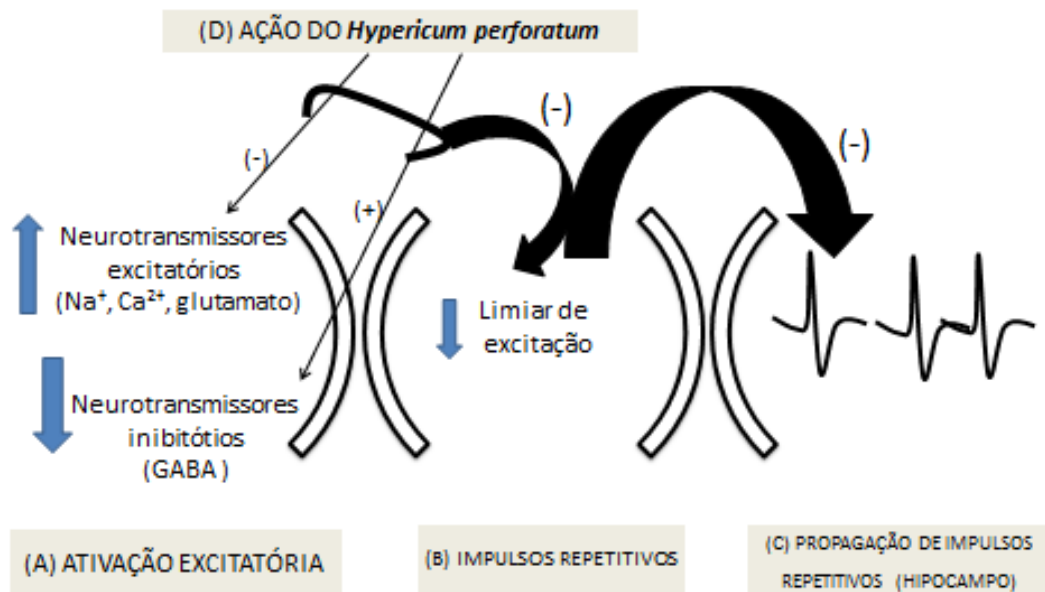 (D) AÇÃO DO Hypericum perforatum
(-)
(-)
(-)
(+)
Neurotransmissores
excitatórios
(Na⁺, Ca²⁺, glutamato)
Limiar de
excitação
Neurotransmissores
inibitótios
(GABA )
(A) ATIVAÇÃO EXCITATÓRIA
(B) IMPULSOS REPETITIVOS
(C) PROPAGAÇÃO DE IMPULSOS
REPETITIVOS (HIPOCAMPO)